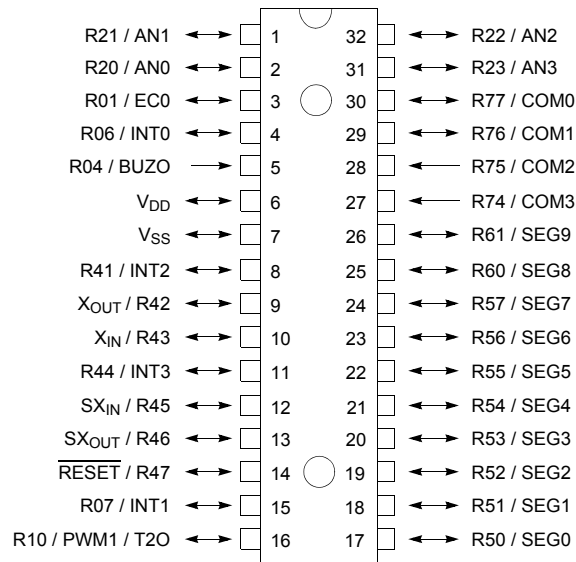 R21 / AN1 1 32 R22 / AN2
R20 / AN0 2 31 R23 / AN3
R01 / EC0 3 30 R77 / COM0
R06 / INT0 4 29 R76 / COM1
R04 / BUZO 5 28 R75 / COM2
VDD 6 27 R74 / COM3
VSS 7 26 R61 / SEG9
R41 / INT2 8 25 R60 / SEG8
XOUT / R42 9 24 R57 / SEG7
XIN / R43 10 23 R56 / SEG6
R44 / INT3 11 22 R55 / SEG5
SXIN / R45 12 21 R54 / SEG4
SXOUT / R46 13 20 R53 / SEG3
RESET / R47 14 19 R52 / SEG2
R07 / INT1 15 18 R51 / SEG1
R10 / PWM1 / T2O 16 17 R50 / SEG0